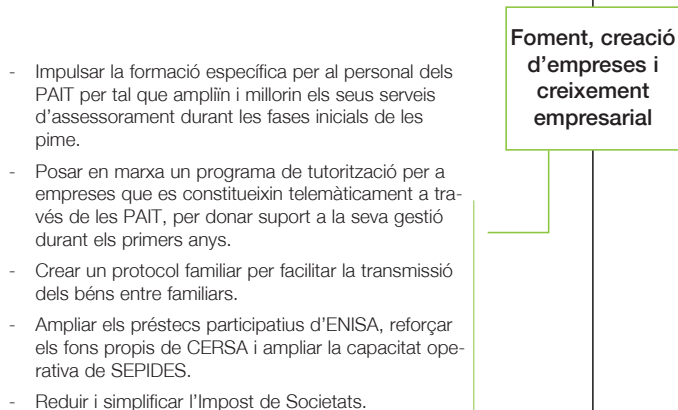 Foment, creació
d'empreses i
creixement
empresarial
- Impulsar la formació específica per al personal dels
PAIT per tal que ampliïn i millorin els seus serveis
d'assessorament durant les fases inicials de les
pime.
- Posar en marxa un programa de tutorització per a
empreses que es constitueixin telemàticament a tra-
vés de les PAIT, per donar suport a la seva gestió
durant els primers anys.
- Crear un protocol familiar per facilitar la transmissió
dels béns entre familiars.
- Ampliar els préstecs participatius d'ENISA, reforçar
els fons propis de CERSA i ampliar la capacitat ope-
rativa de SEPIDES.
- Reduir i simplificar l'Impost de Societats.